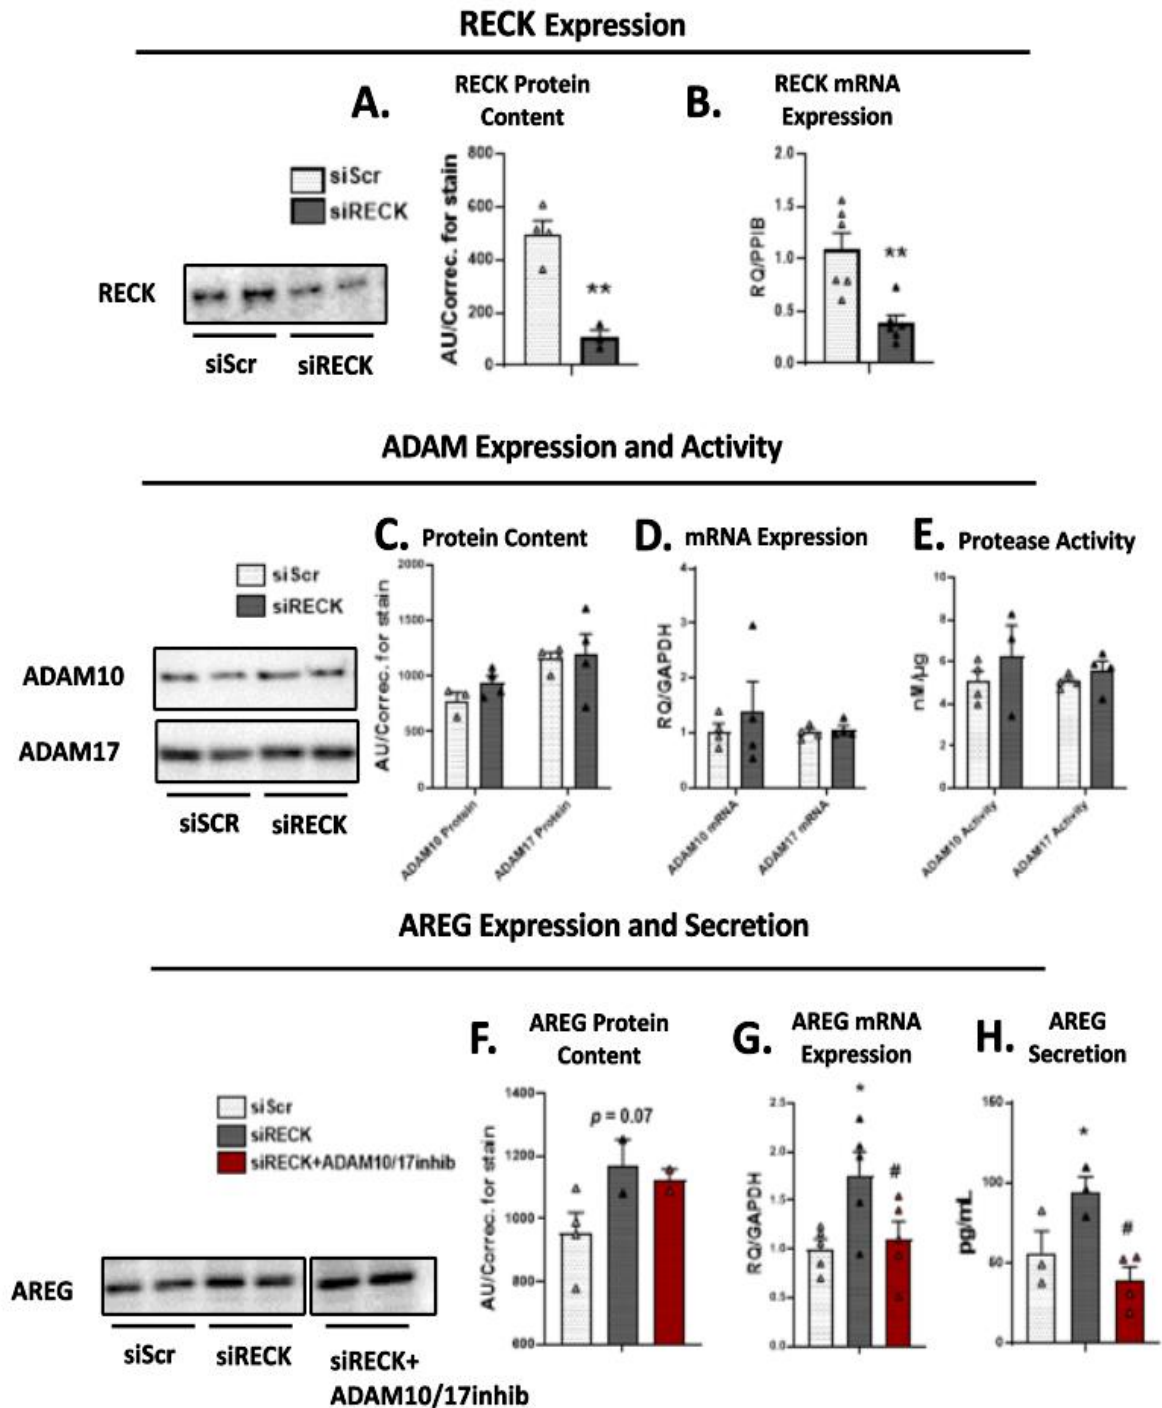 RECK Expression
A.
RECK Protein
Content
B.
RECK mRNA
Expression
siScr
siRECK
RECK
siScr
siRECK
AU/Correc. for stain
800
600
400
200
0
**
RQ/PPIB
2.0
1.5
1.0
0.5
0.0
**
ADAM Expression and Activity
C. Protein Content
D. mRNA Expression
E. Protease Activity
siScr
siRECK
ADAM10
ADAM17
siSCR
siRECK
AU/Correc. for stain
2000
1500
1000
500
0
ADAM10 Protein
ADAM17 Protein
RQ/GAPDH
4
3
2
1
0
ADAM10 mRNA
ADAM17 mRNA
nM/µg
10
8
6
4
2
0
ADAM10 Activity
ADAM17 Activity
AREG Expression and Secretion
F.
AREG Protein
Content
G.
AREG mRNA
Expression
H.
AREG
Secretion
siScr
siRECK
siRECK+ADAM10/17inhib
AREG
siScr
siRECK
siRECK+
ADAM10/17inhib
AU/Correc. for stain
1400
1200
1000
800
600
p = 0.07
RQ/GAPDH
2.5
2.0
1.5
1.0
0.5
0.0
*
#
pg/mL
150
100
50
0
*
#